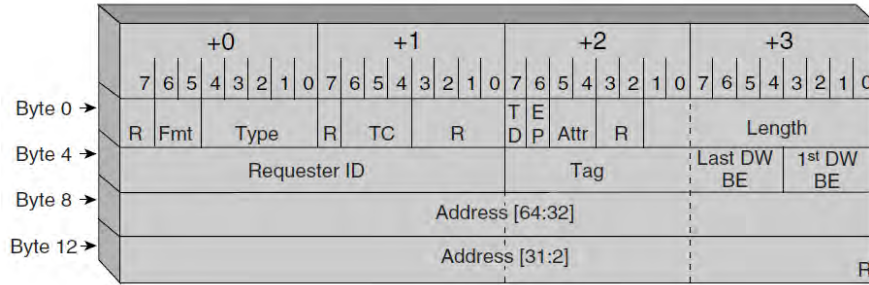 +0 +1 +2 +3
7 6 5 4 3 2 1 0 7 6 5 4 3 2 1 0 7 6 5 4 3 2 1 0 7 6 5 4 3 2 1 0
Byte 0 R Fmt Type R TC R TD EP Attr R Length
Byte 4 Requester ID Tag Last DW BE 1st DW BE
Byte 8 Address [64:32]
Byte 12 Address [31:2] R